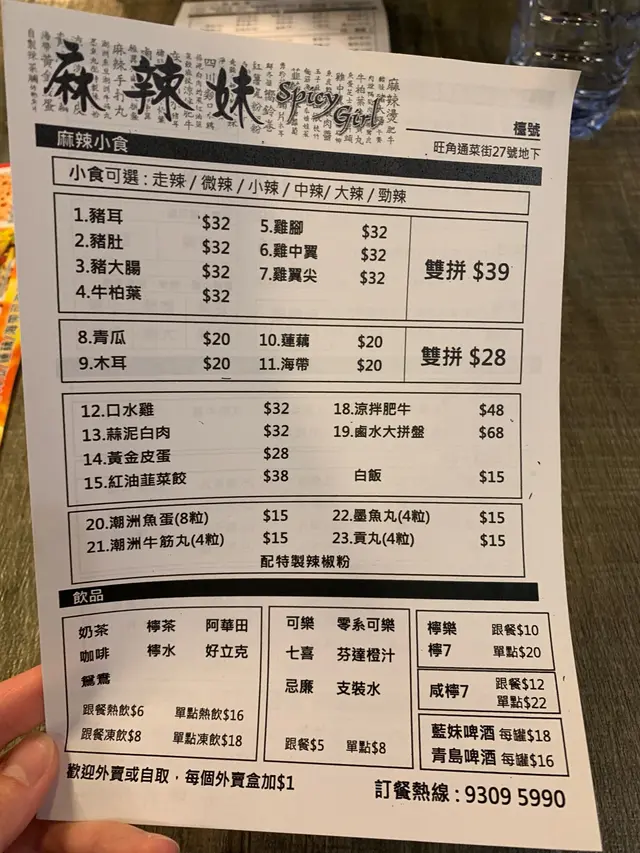 麻辣妹 Spicy Girl
檯號
旺角通菜街27號地下
麻辣小食
小食可選：走辣 / 微辣 / 小辣 / 中辣 / 大辣 / 勁辣
1.豬耳 $32 5.雞腳 $32
2.豬肚 $32 6.雞中翼 $32
3.豬大腸 $32 7.雞翼尖 $32
4.牛柏葉 $32
雙拼 $39
8.青瓜 $20 10.蓮藕 $20
9.木耳 $20 11.海帶 $20
雙拼 $28
12.口水雞 $32 18.涼拌肥牛 $48
13.蒜泥白肉 $32 19.鹵水大拼盤 $68
14.黃金皮蛋 $28
15.紅油韮菜餃 $38 白飯 $15
20.潮洲魚蛋(8粒) $15 22.墨魚丸(4粒) $15
21.潮洲牛筋丸(4粒) $15 23.貢丸(4粒) $15
配特製辣椒粉
飲品
奶茶 檸茶 阿華田
咖啡 檸水 好立克
鴛鴦
跟餐熱飲$6 單點熱飲$16
跟餐凍飲$8 單點凍飲$18
可樂 零系可樂
七喜 芬達橙汁
忌廉 支裝水
跟餐$5 單點$8
檸樂 跟餐$10
檸7 單點$20
咸檸7 跟餐$12
單點$22
藍妹啤酒 每罐$18
青島啤酒 每罐$16
歡迎外賣或自取，每個外賣盒加$1
訂餐熱線 : 9309 5990